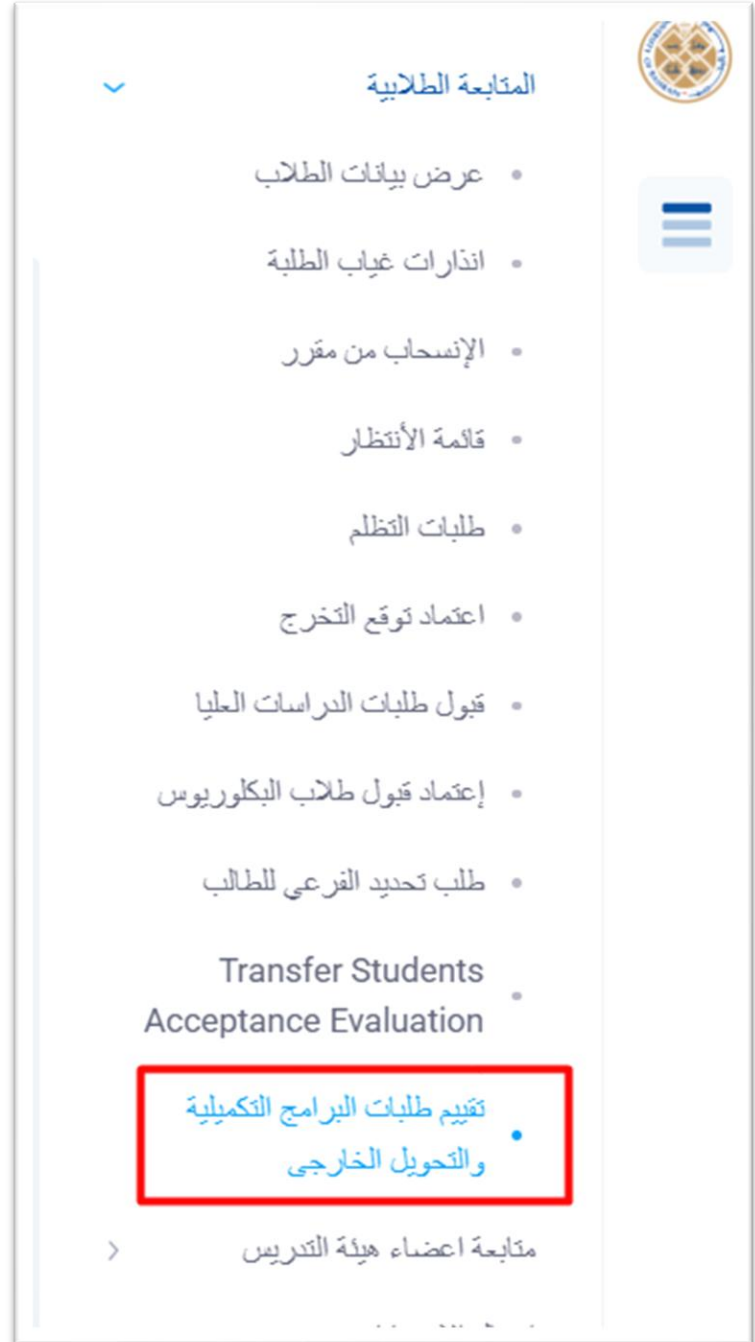 المتابعة الطلابية
عرض بيانات الطلاب
انذارات غياب الطلبة
الإنسحاب من مقرر
قائمة الأنتظار
طلبات التظلم
اعتماد توقع التخرج
قبول طلبات الدراسات العليا
إعتماد قبول طلاب البكلوريوس
طلب تحديد الفرعي للطالب
Transfer Students
Acceptance Evaluation
تقييم طلبات البرامج التكميلية
والتحويل الخارجى
متابعة اعضاء هيئة التدريس